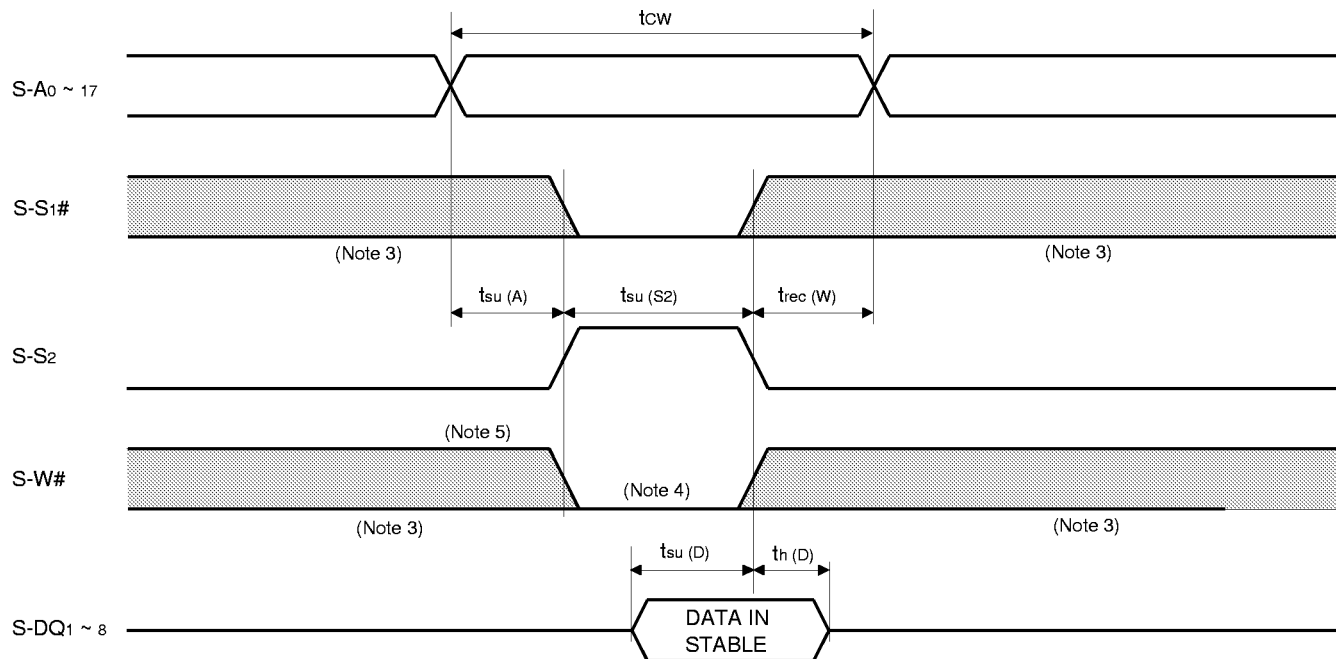 tCW
S-A0 ~ 17
S-S1#
(Note 3) (Note 3)
tsu (A) tsu (S2) trec (W)
S-S2
(Note 5)
S-W#
(Note 4)
(Note 3) (Note 3)
tsu (D) th (D)
S-DQ1 ~ 8
DATA IN
STABLE